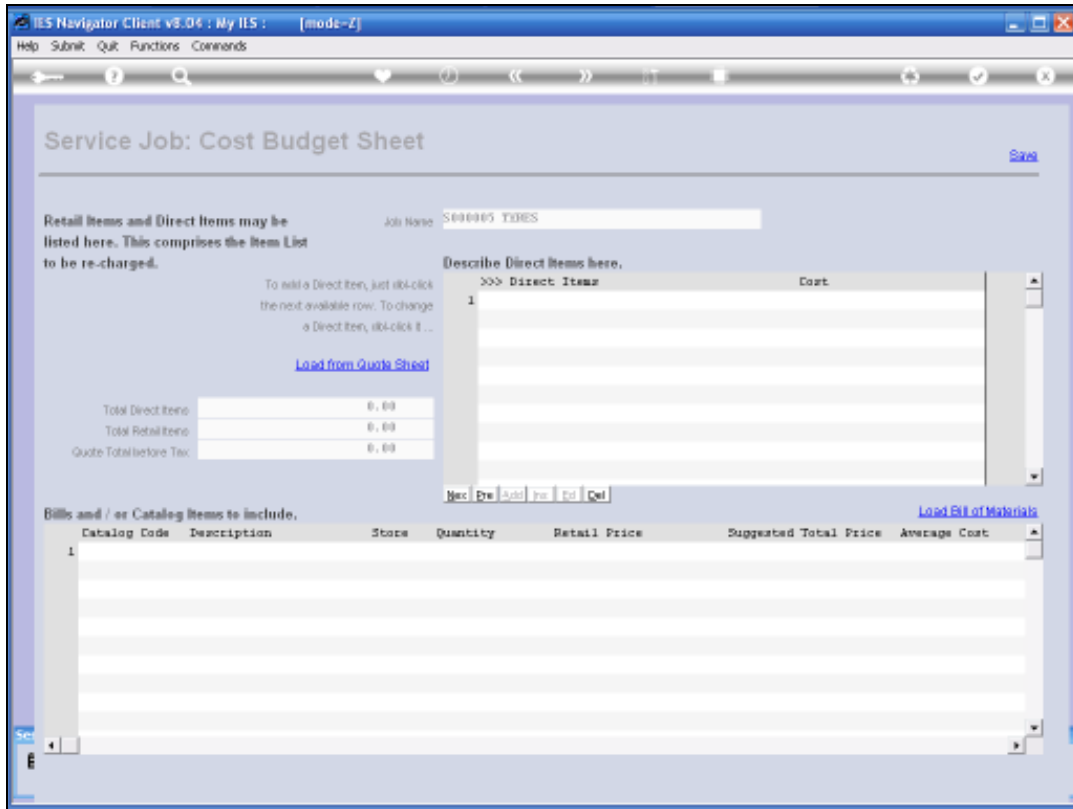 IES Navigator Client v8.04 : My IES : [mode=Z]
Help Submit Quit Functions Commands
Service Job: Cost Budget Sheet
Save
Retail Items and Direct Items may be
listed here. This comprises the Item List
to be re-charged.
Job Name S000005 TYRES
Describe Direct Items here.
To add a Direct Item, just dbl-click
the next available row. To change
a Direct Item, dbl-click it ...
>>> Direct Items Cost
1
Load from Quote Sheet
Total Direct Items 0.00
Total Retail Items 0.00
Quote Total before Tax 0.00
Nex Pre Add Ins Ed Del
Bills and / or Catalog Items to include.
Load Bill of Materials
Catalog Code Description Store Quantity Retail Price Suggested Total Price Average Cost
1